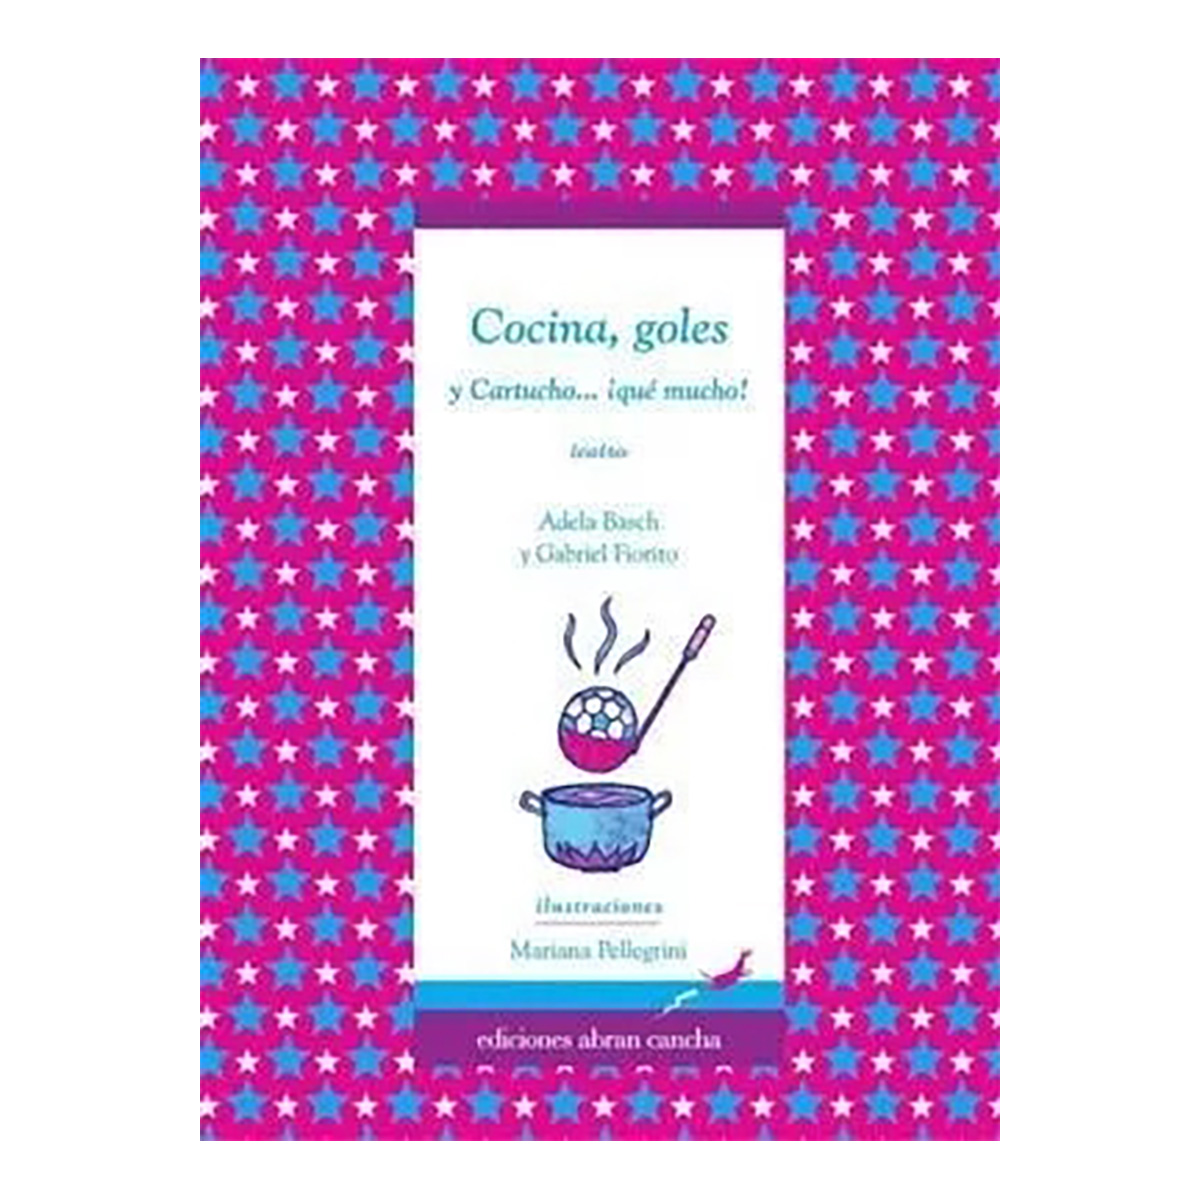 Cocina, goles
y Cartucho... ¡qué mucho!
teatro
Adela Basch
y Gabriel Fiorito
ilustraciones
Mariana Pellegrini
ediciones abran cancha